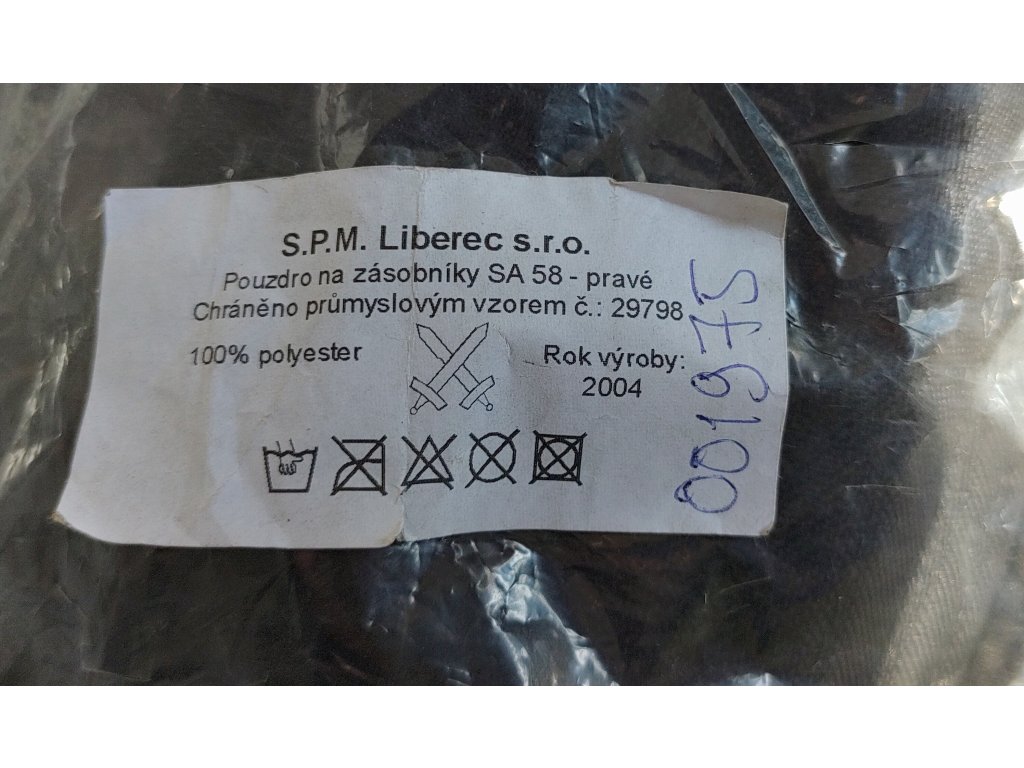 S.P.M. Liberec s.r.o.
Pouzdro na zásobníky SA 58 - pravé
Chráněno průmyslovým vzorem č.: 29798
100% polyester
Rok výroby:
2004
001975